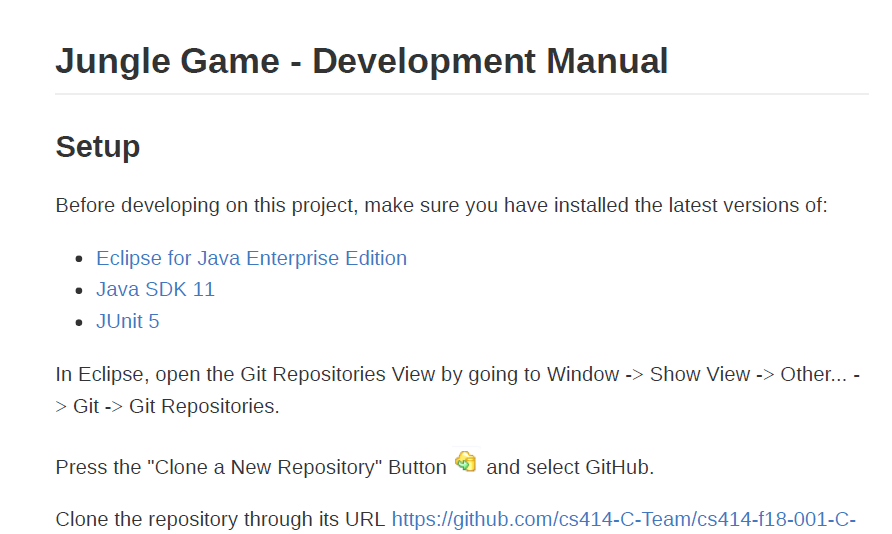 Jungle Game - Development Manual
Setup
Before developing on this project, make sure you have installed the latest versions of:
Eclipse for Java Enterprise Edition
Java SDK 11
JUnit 5
In Eclipse, open the Git Repositories View by going to Window -> Show View -> Other... -
> Git -> Git Repositories.
Press the "Clone a New Repository" Button and select GitHub.
Clone the repository through its URL https://github.com/cs414-C-Team/cs414-f18-001-C-